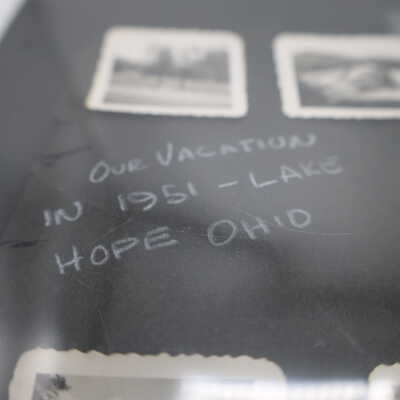 OUR VACATION
IN 1951 - LAKE
HOPE OHIO